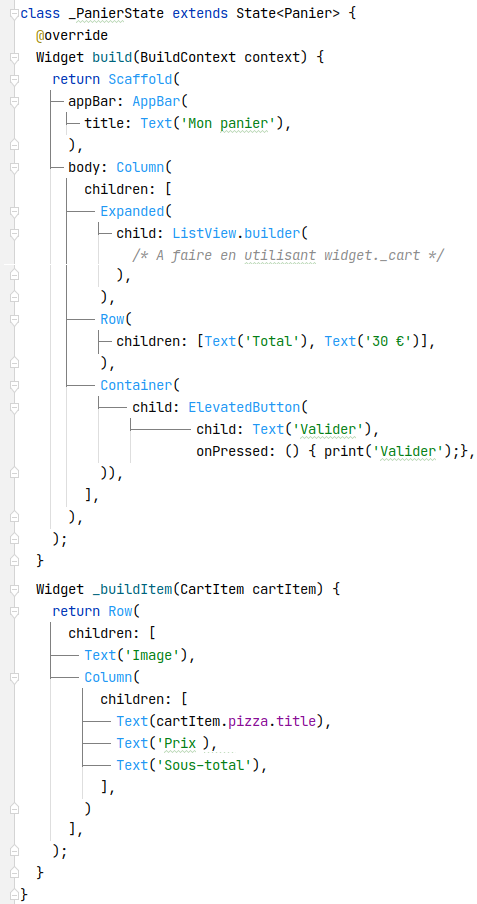 class _PanierState extends State<Panier> {
  @override
  Widget build(BuildContext context) {
    return Scaffold(
      appBar: AppBar(
        title: Text('Mon panier'),
      ),
      body: Column(
        children: [
          Expanded(
            child: ListView.builder(
              /* A faire en utilisant widget._cart */
            ),
          ),
          Row(
            children: [Text('Total'), Text('30 €')],
          ),
          Container(
              child: ElevatedButton(
                      child: Text('Valider'),
                      onPressed: () { print('Valider');},
          )),
        ],
      ),
    );
  }
  Widget _buildItem(CartItem cartItem) {
    return Row(
      children: [
        Text('Image'),
        Column(
          children: [
            Text(cartItem.pizza.title),
            Text('Prix ),
            Text('Sous-total'),
          ],
        )
      ],
    );
  }
}